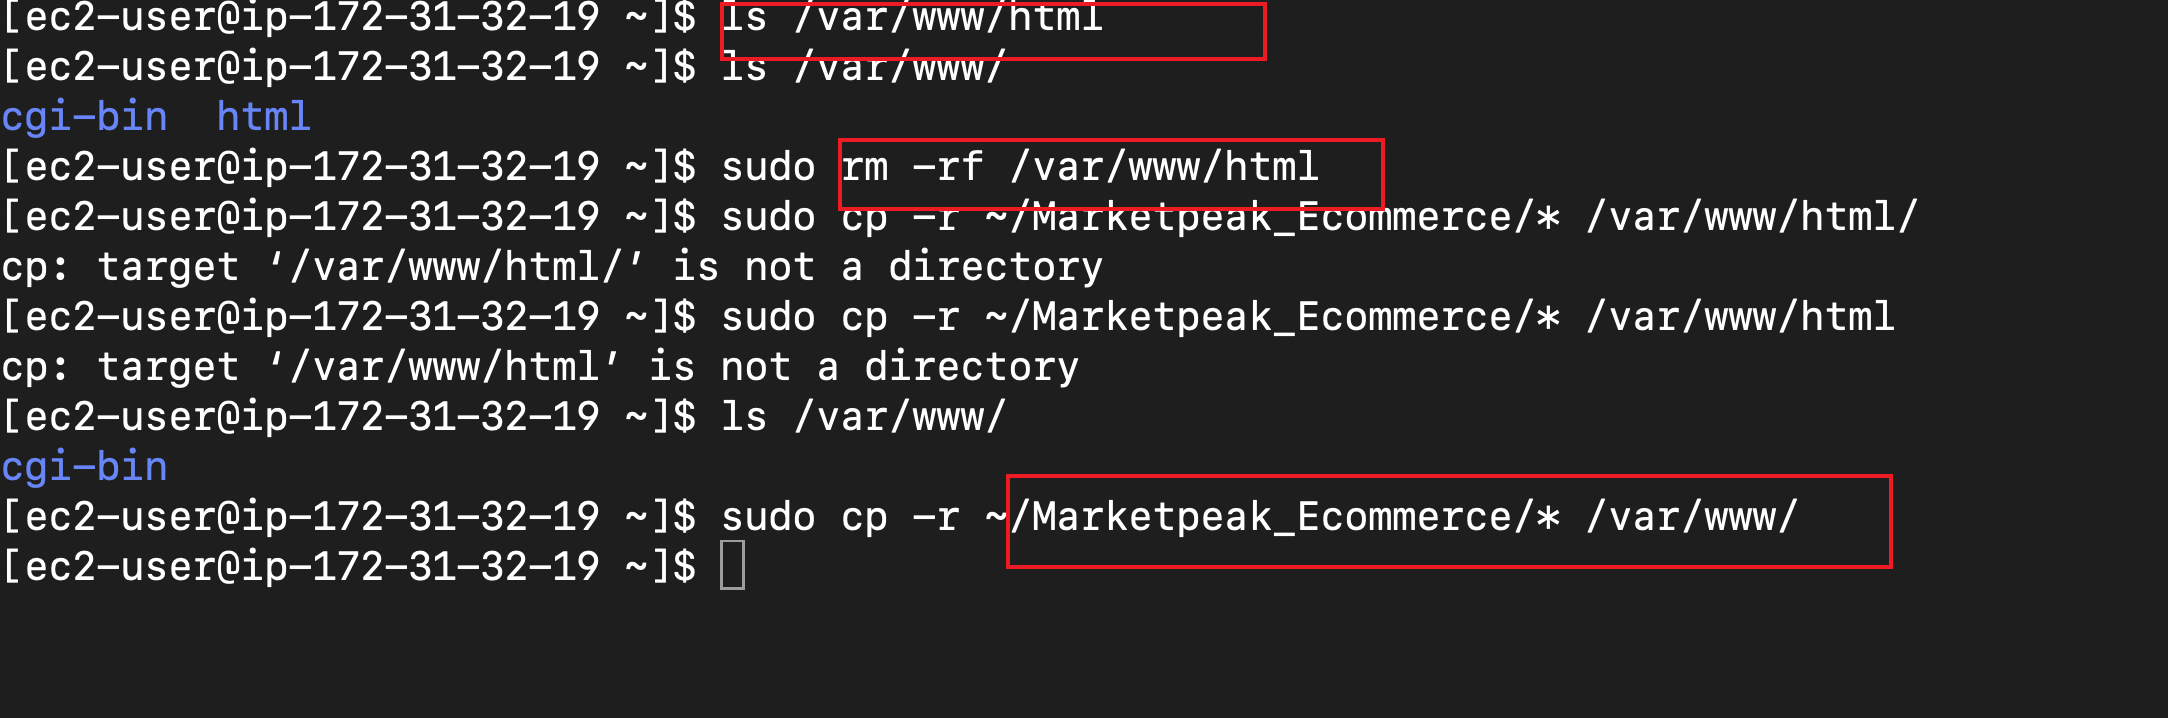 [ec2-user@ip-172-31-32-19 ~]$ ls /var/www/html
[ec2-user@ip-172-31-32-19 ~]$ ls /var/www/
cgi-bin  html
[ec2-user@ip-172-31-32-19 ~]$ sudo rm -rf /var/www/html
[ec2-user@ip-172-31-32-19 ~]$ sudo cp -r ~/Marketpeak_Ecommerce/* /var/www/html/
cp: target ‘/var/www/html/’ is not a directory
[ec2-user@ip-172-31-32-19 ~]$ sudo cp -r ~/Marketpeak_Ecommerce/* /var/www/html
cp: target ‘/var/www/html’ is not a directory
[ec2-user@ip-172-31-32-19 ~]$ ls /var/www/
cgi-bin
[ec2-user@ip-172-31-32-19 ~]$ sudo cp -r ~/Marketpeak_Ecommerce/* /var/www/
[ec2-user@ip-172-31-32-19 ~]$